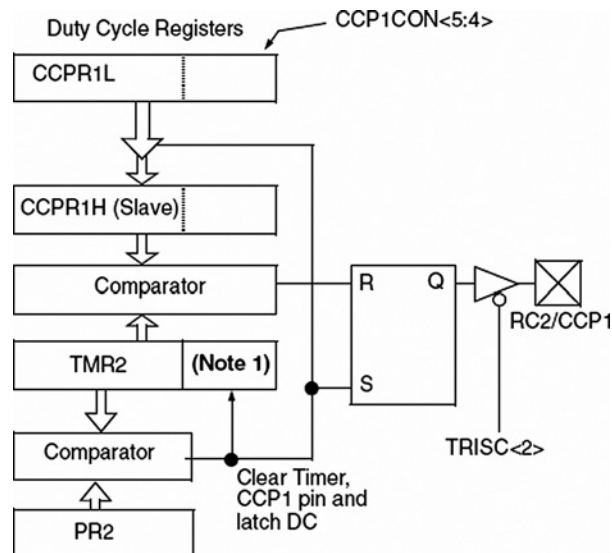 Duty Cycle Registers
CCP1CON<5:4>
CCPR1L
CCPR1H (Slave)
Comparator
R
Q
RC2/CCP1
TMR2
(Note 1)
S
Comparator
TRISC<2>
Clear Timer,
CCP1 pin and
latch DC
PR2